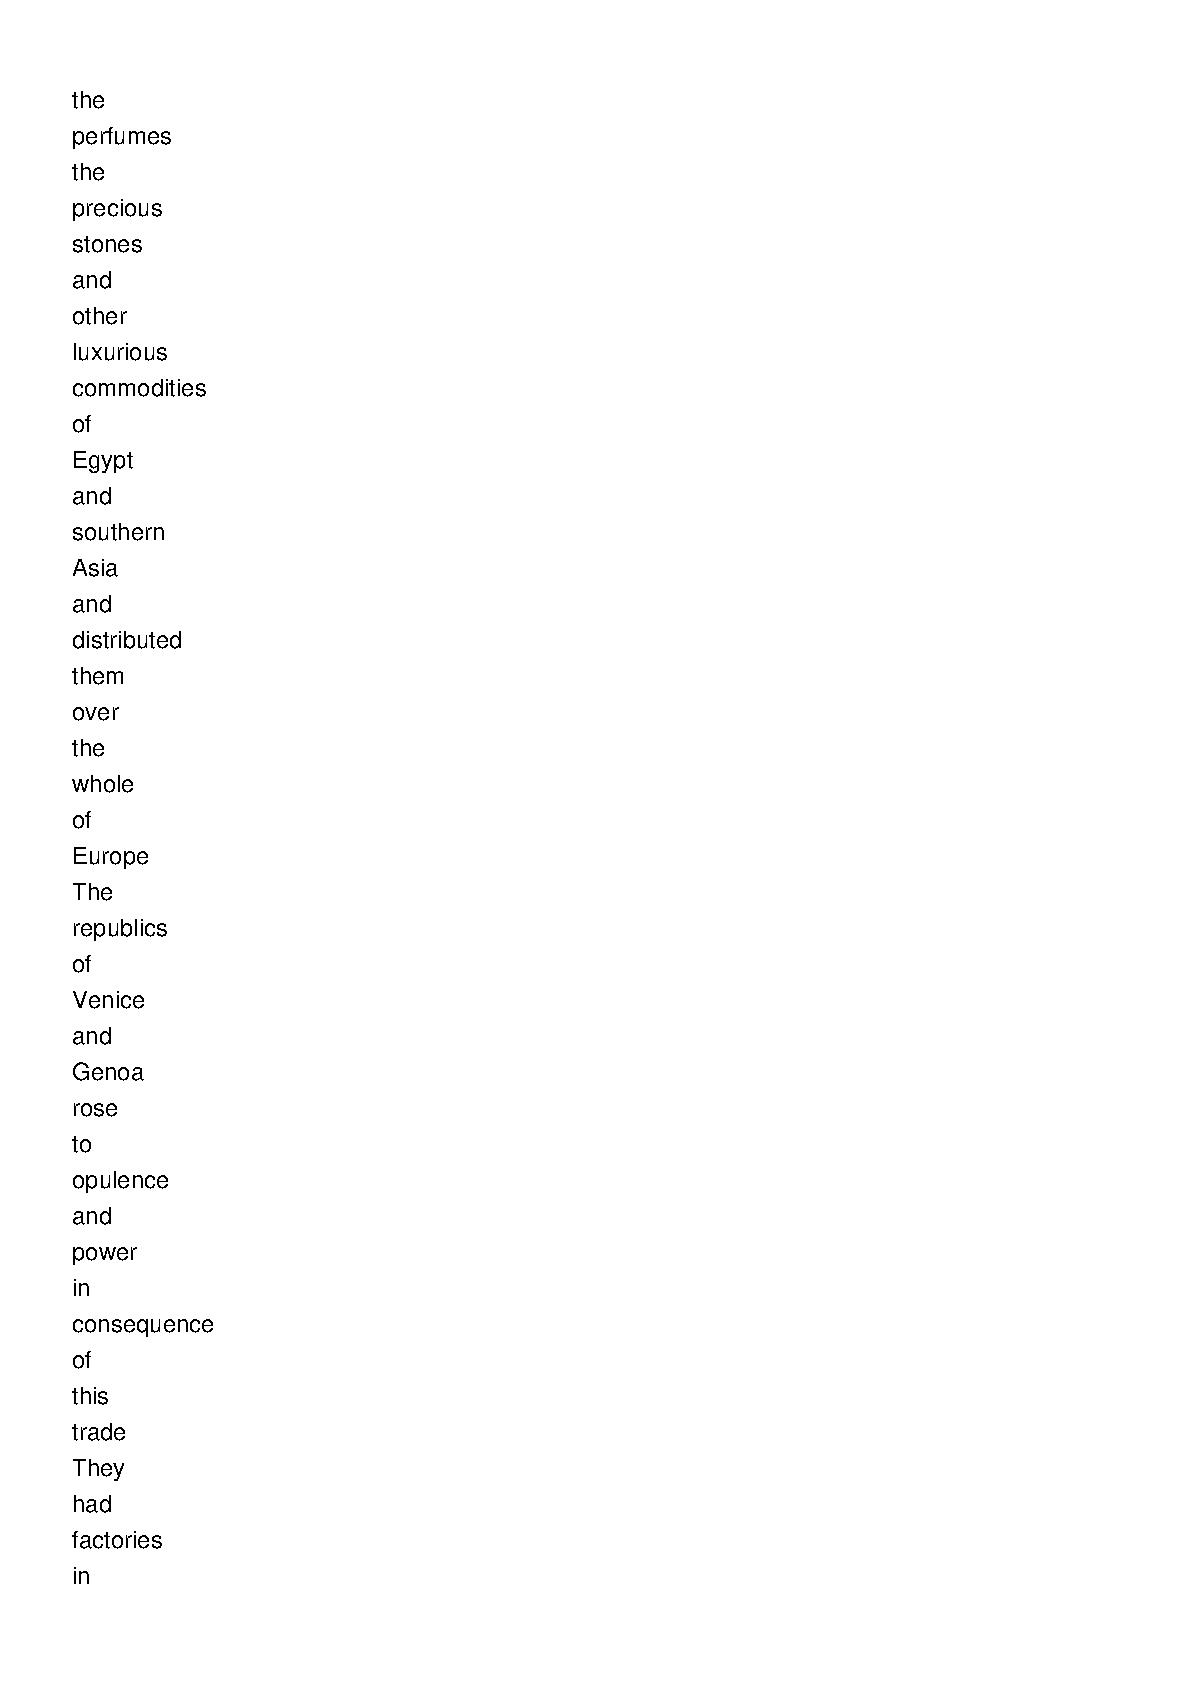 the
perfumes
the
precious
stones
and
other
luxurious
commodities
of
Egypt
and
southern
Asia
and
distributed
them
over
the
whole
of
Europe
The
republics
of
Venice
and
Genoa
rose
to
opulence
and
power
in
consequence
of
this
trade
They
had
factories
in